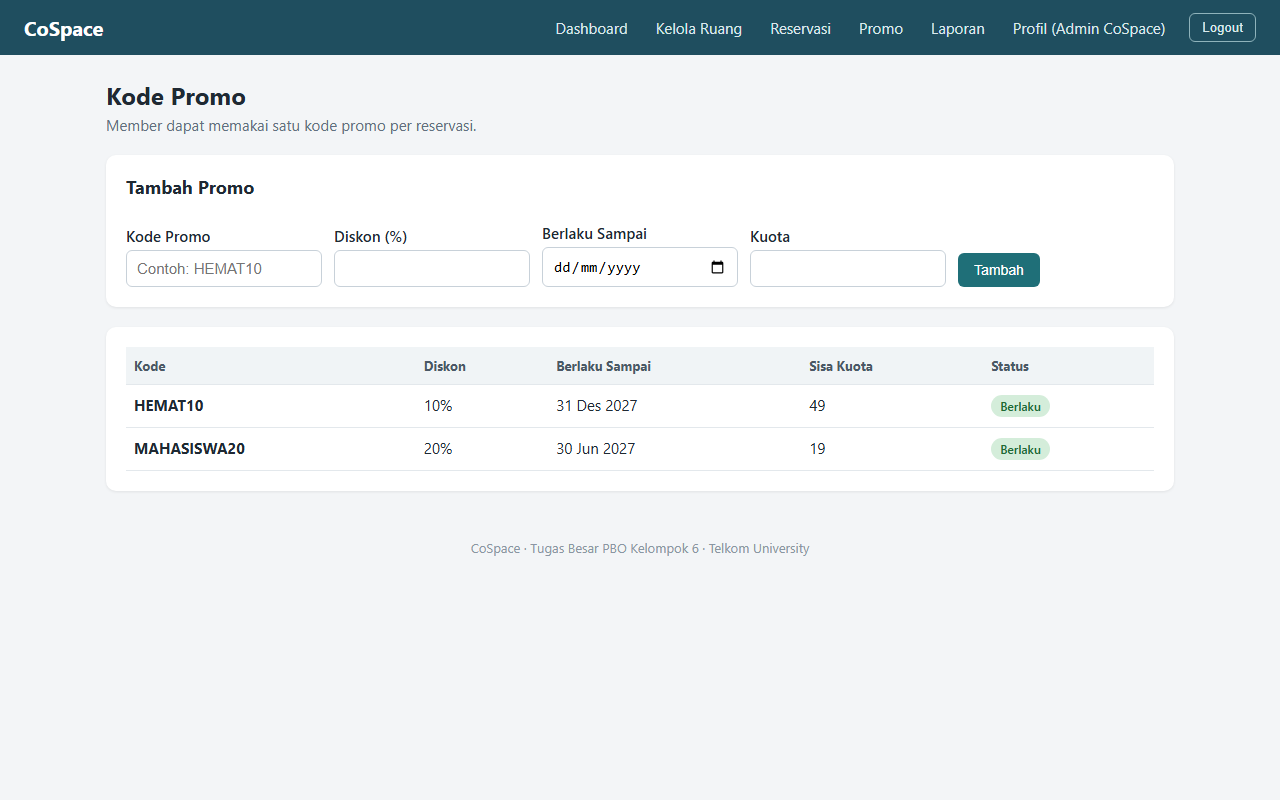 CoSpace Dashboard Kelola Ruang Reservasi Promo Laporan Profil (Admin CoSpace) Logout
Kode Promo
Member dapat memakai satu kode promo per reservasi.
Tambah Promo
Kode Promo Diskon (%) Berlaku Sampai Kuota
Contoh: HEMAT10 dd/mm/yyyy Tambah
Kode Diskon Berlaku Sampai Sisa Kuota Status
HEMAT10 10% 31 Des 2027 49 Berlaku
MAHASISWA20 20% 30 Jun 2027 19 Berlaku
CoSpace · Tugas Besar PBO Kelompok 6 · Telkom University